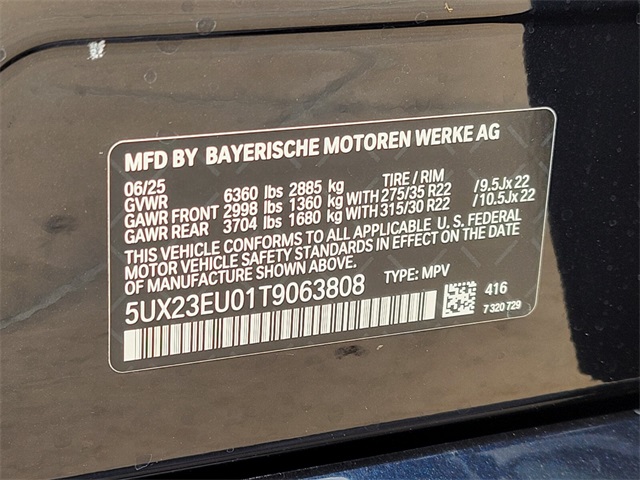 MFD BY BAYERISCHE MOTOREN WERKE AG
06/25 TIRE / RIM
GVWR 6360 lbs 2885 kg
GAWR FRONT 2998 lbs 1360 kg WITH 275/35 R22 /9.5Jx22
GAWR REAR 3704 lbs 1680 kg WITH 315/30 R22 /10.5Jx 22
THIS VEHICLE CONFORMS TO ALL APPLICABLE U. S. FEDERAL
MOTOR VEHICLE SAFETY STANDARDS IN EFFECT ON THE DATE
OF MANUFACTURE SHOWN ABOVE.
5UX23EU01T9063808 TYPE: MPV
416
7 320 729